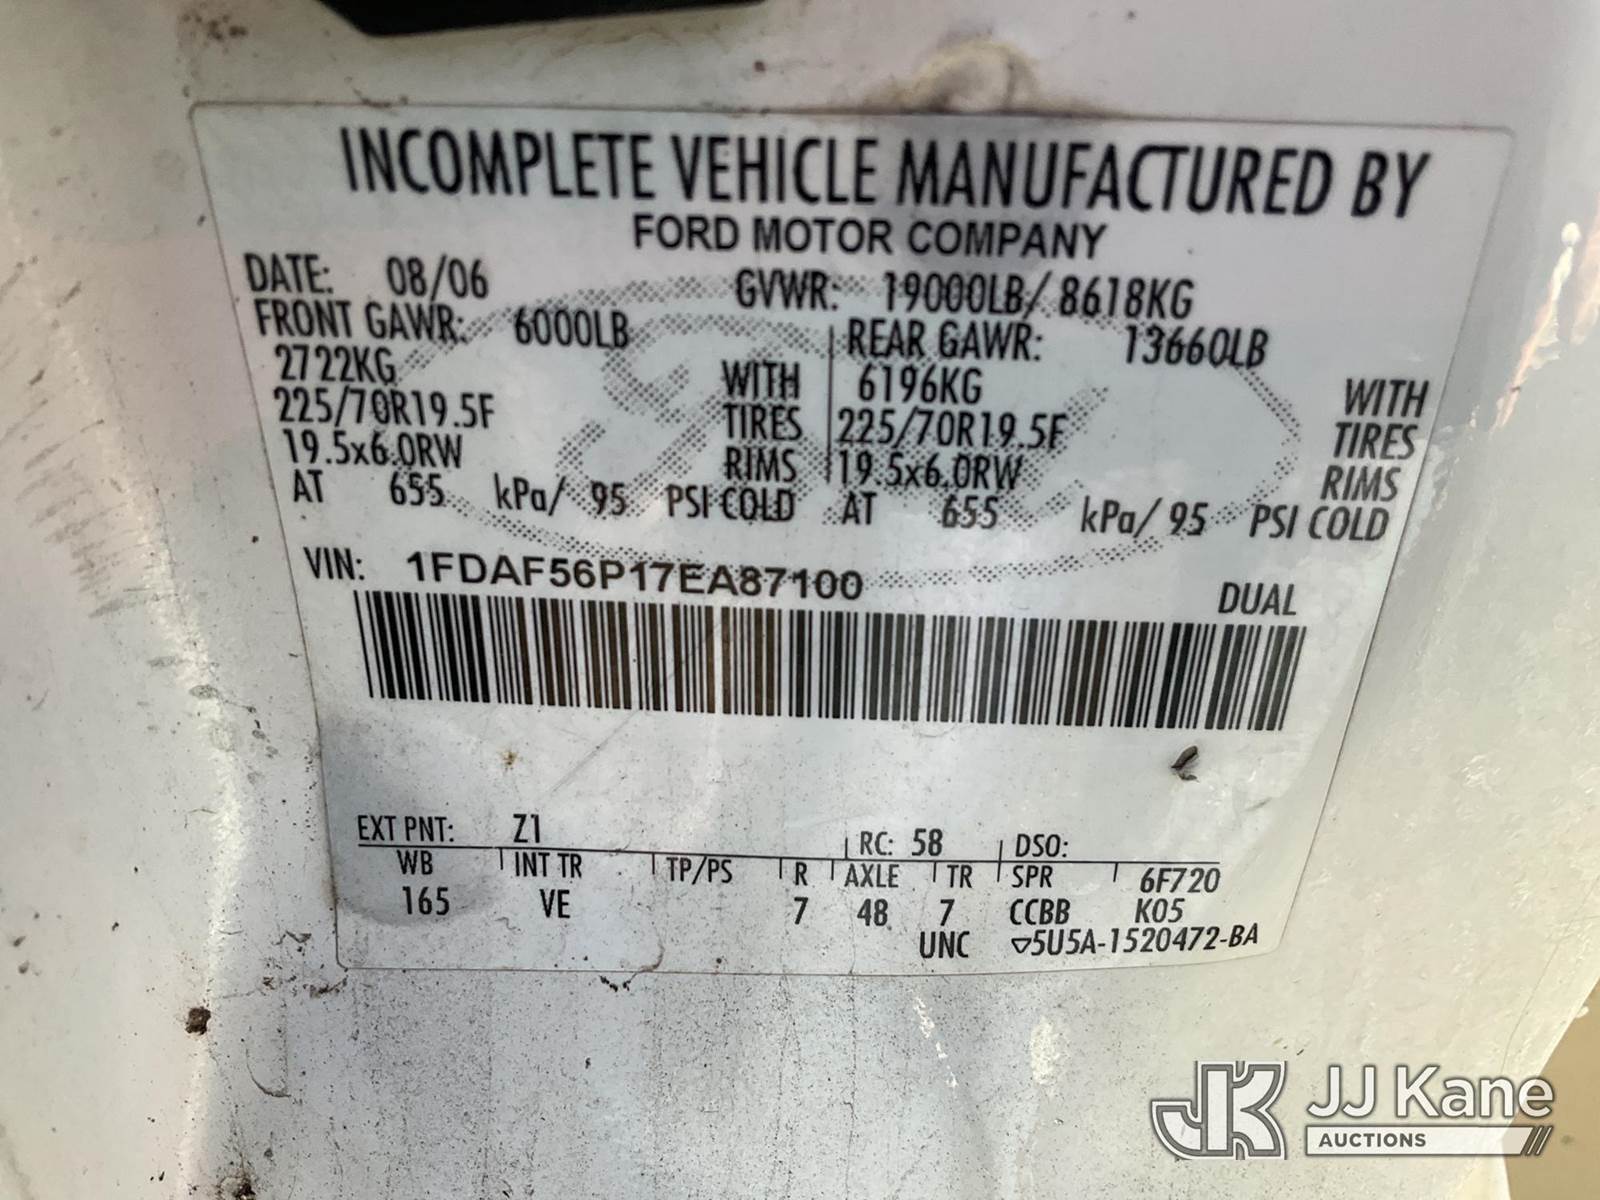 INCOMPLETE VEHICLE MANUFACTURED BY
FORD MOTOR COMPANY
DATE: 08/06 GVWR: 19000LB/ 8618KG
FRONT GAWR: 6000LB REAR GAWR: 13660LB
2722KG WITH 6196KG WITH
225/70R19.5F TIRES 225/70R19.5F TIRES
19.5x6.0RW RIMS 19.5x6.0RW RIMS
AT 655 kPa/ 95 PSI COLD AT 655 kPa/ 95 PSI COLD
VIN: 1FDAF56P17EA87100
DUAL
EXT PNT: Z1 RC: 58 DSO:
WB INT TR TP/PS R AXLE TR SPR 6F720
165 VE 7 48 7 CCBB K05
UNC ▽5U5A-1520472-BA
JK JJ Kane
AUCTIONS